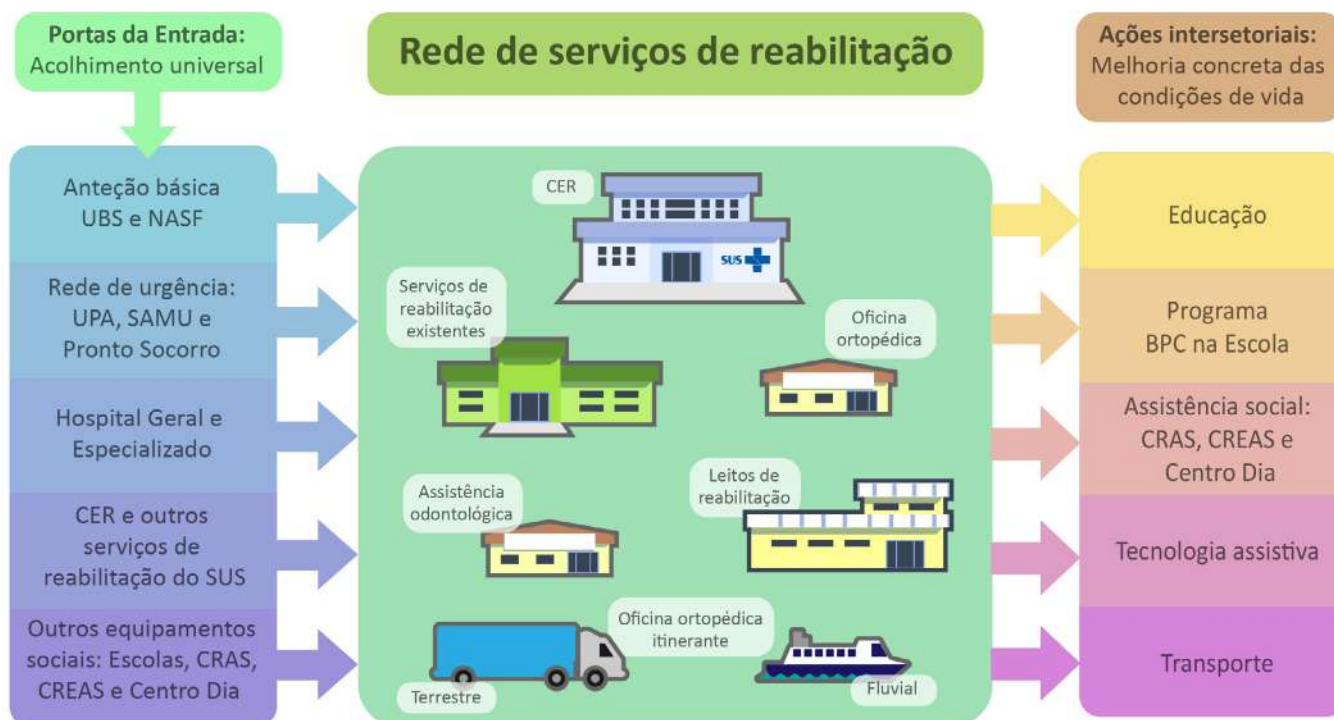 Portas da Entrada:
Acolhimento universal
Rede de serviços de reabilitação
Ações intersetoriais:
Melhoria concreta das
condições de vida
Anteção básica
UBS e NASF
Rede de urgência:
UPA, SAMU e
Pronto Socorro
Hospital Geral e
Especializado
CER e outros
serviços de
reabilitação do SUS
Outros equipamentos
sociais: Escolas, CRAS,
CREAS e Centro Dia
CER
SUS
Serviços de
reabilitação
existentes
Oficina
ortopédica
Assistência
odontológica
Leitos de
reabilitação
Oficina ortopédica
itinerante
Terrestre
Fluvial
Educação
Programa
BPC na Escola
Assistência social:
CRAS, CREAS e
Centro Dia
Tecnologia assistiva
Transporte